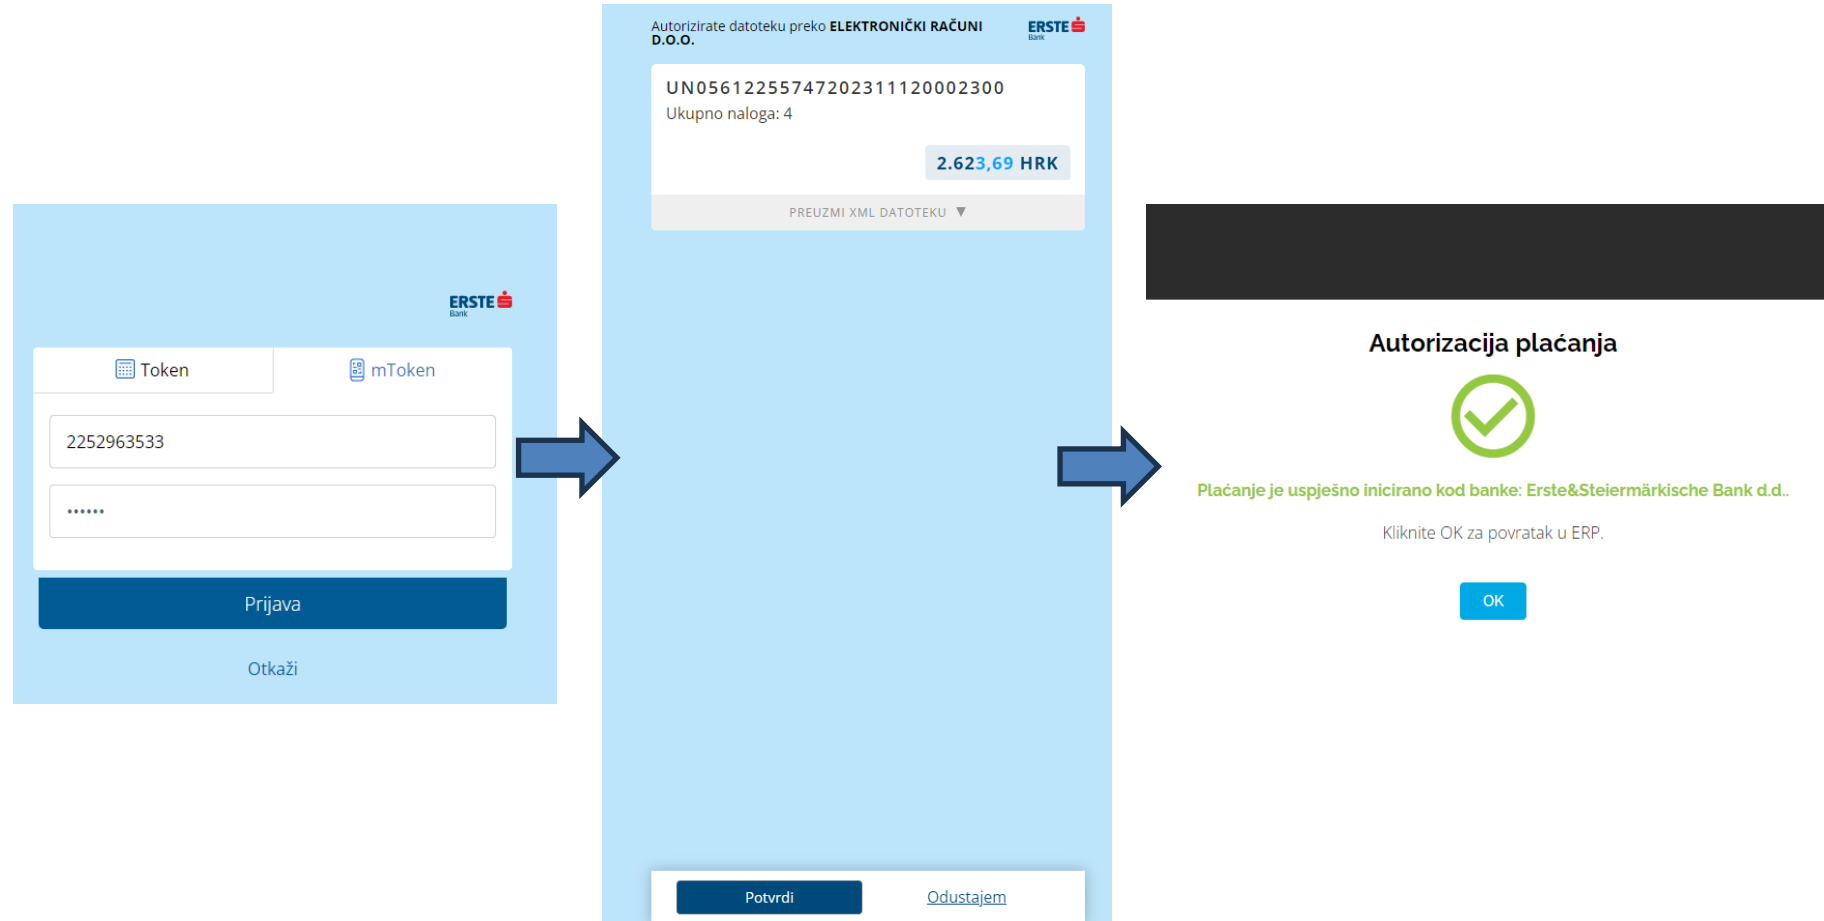 ERSTE
Bank
Token
mToken
2252963533
••••••
Prijava
Otkaži
Autorizirate datoteku preko ELEKTRONIČKI RAČUNI
D.O.O.
ERSTE
Bank
UN05612255747202311120002300
Ukupno naloga: 4
2.623,69 HRK
PREUZMI XML DATOTEKU ▼
Potvrdi
Odustajem
Autorizacija plaćanja
Plaćanje je uspješno inicirano kod banke: Erste&Steiermärkische Bank d.d..
Kliknite OK za povratak u ERP.
OK